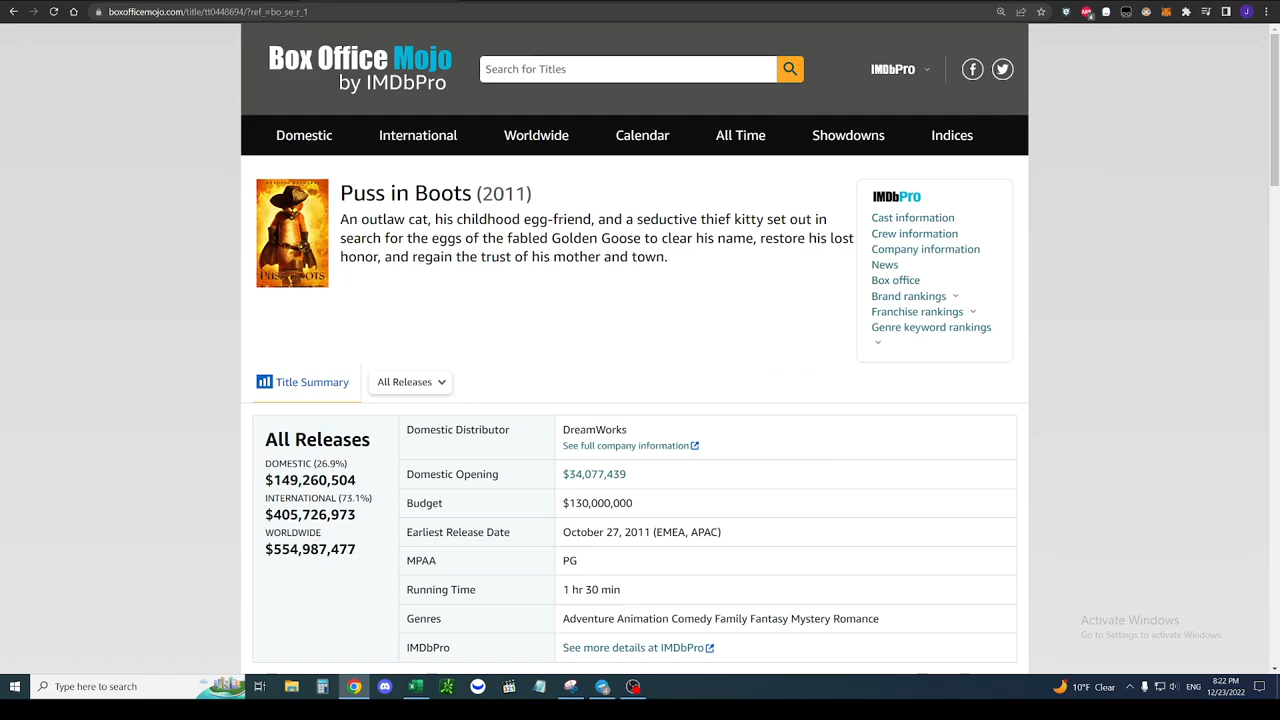 boxofficemojo.com/title/tt0448694/?ref_=bo_se_r_1
Box Office Mojo
by IMDbPro
Search for Titles
IMDbPro
Domestic
International
Worldwide
Calendar
All Time
Showdowns
Indices
Puss in Boots (2011)
An outlaw cat, his childhood egg-friend, and a seductive thief kitty set out in
search for the eggs of the fabled Golden Goose to clear his name, restore his lost
honor, and regain the trust of his mother and town.
PUSS BOOTS
IMDbPro
Cast information
Crew information
Company information
News
Box office
Brand rankings
Franchise rankings
Genre keyword rankings
Title Summary
All Releases
All Releases
DOMESTIC (26.9%)
$149,260,504
INTERNATIONAL (73.1%)
$405,726,973
WORLDWIDE
$554,987,477
Domestic Distributor
DreamWorks
See full company information
Domestic Opening
$34,077,439
Budget
$130,000,000
Earliest Release Date
October 27, 2011 (EMEA, APAC)
MPAA
PG
Running Time
1 hr 30 min
Genres
Adventure Animation Comedy Family Fantasy Mystery Romance
IMDbPro
See more details at IMDbPro
Activate Windows
Go to Settings to activate Windows.
Type here to search
10°F Clear
ENG
8:22 PM
12/23/2022